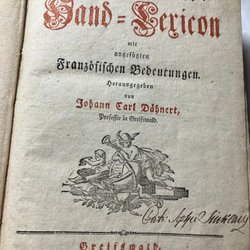 Hand-Lexicon
mit
angefügten
Französischen Bedeutungen.
Herausgegeben
von
Johann Carl Dähnert,
Professor in Greifswald.
Greifswald.